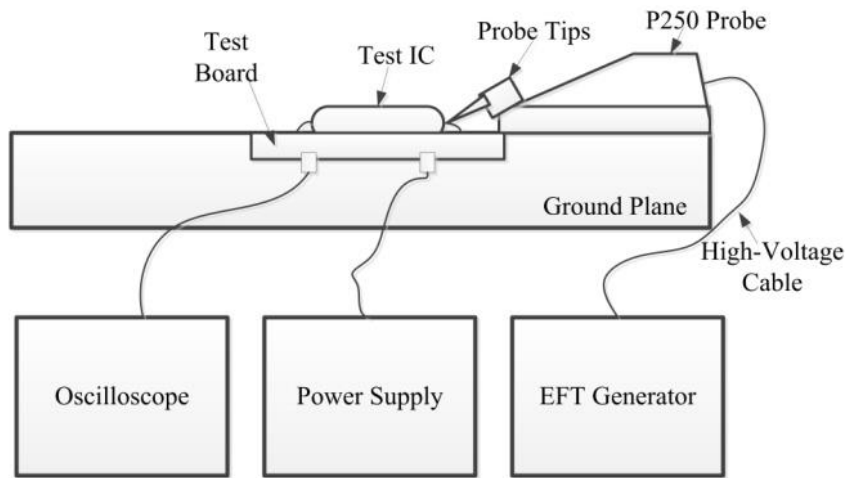 P250 Probe
Probe Tips
Test
Board
Test IC
Ground Plane
High-Voltage
Cable
Oscilloscope
Power Supply
EFT Generator